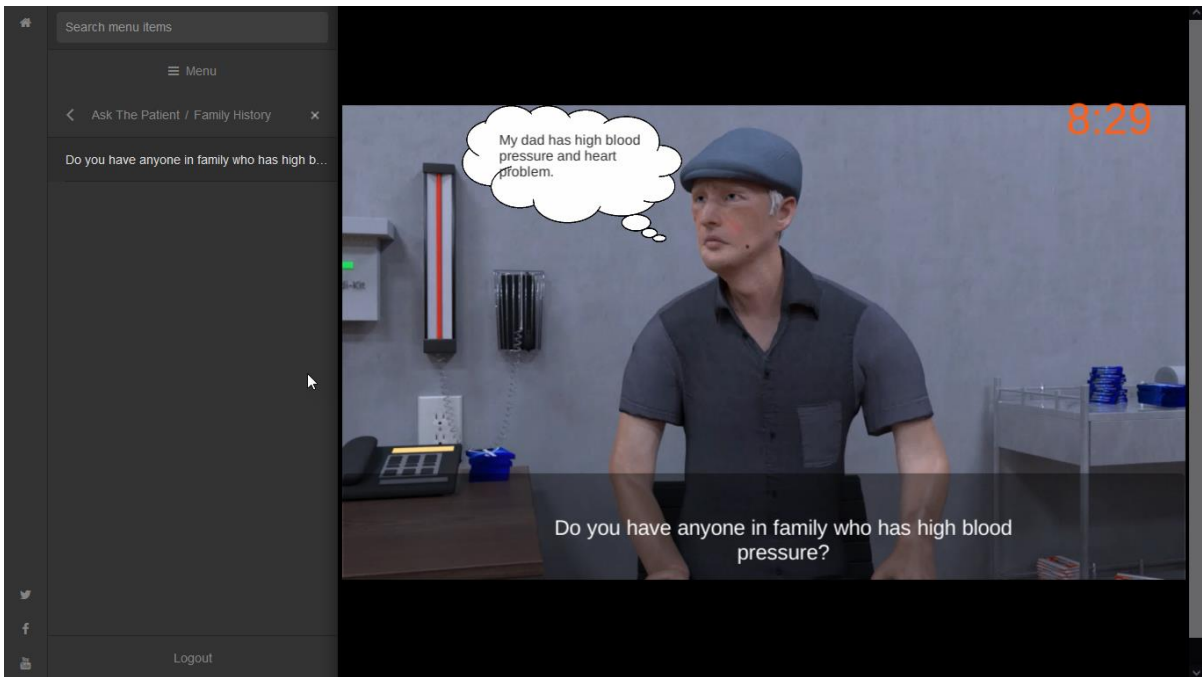 Search menu items
Menu
Ask The Patient / Family History
Do you have anyone in family who has high b...
Logout
My dad has high blood
pressure and heart
problem.
8:29
Do you have anyone in family who has high blood
pressure?